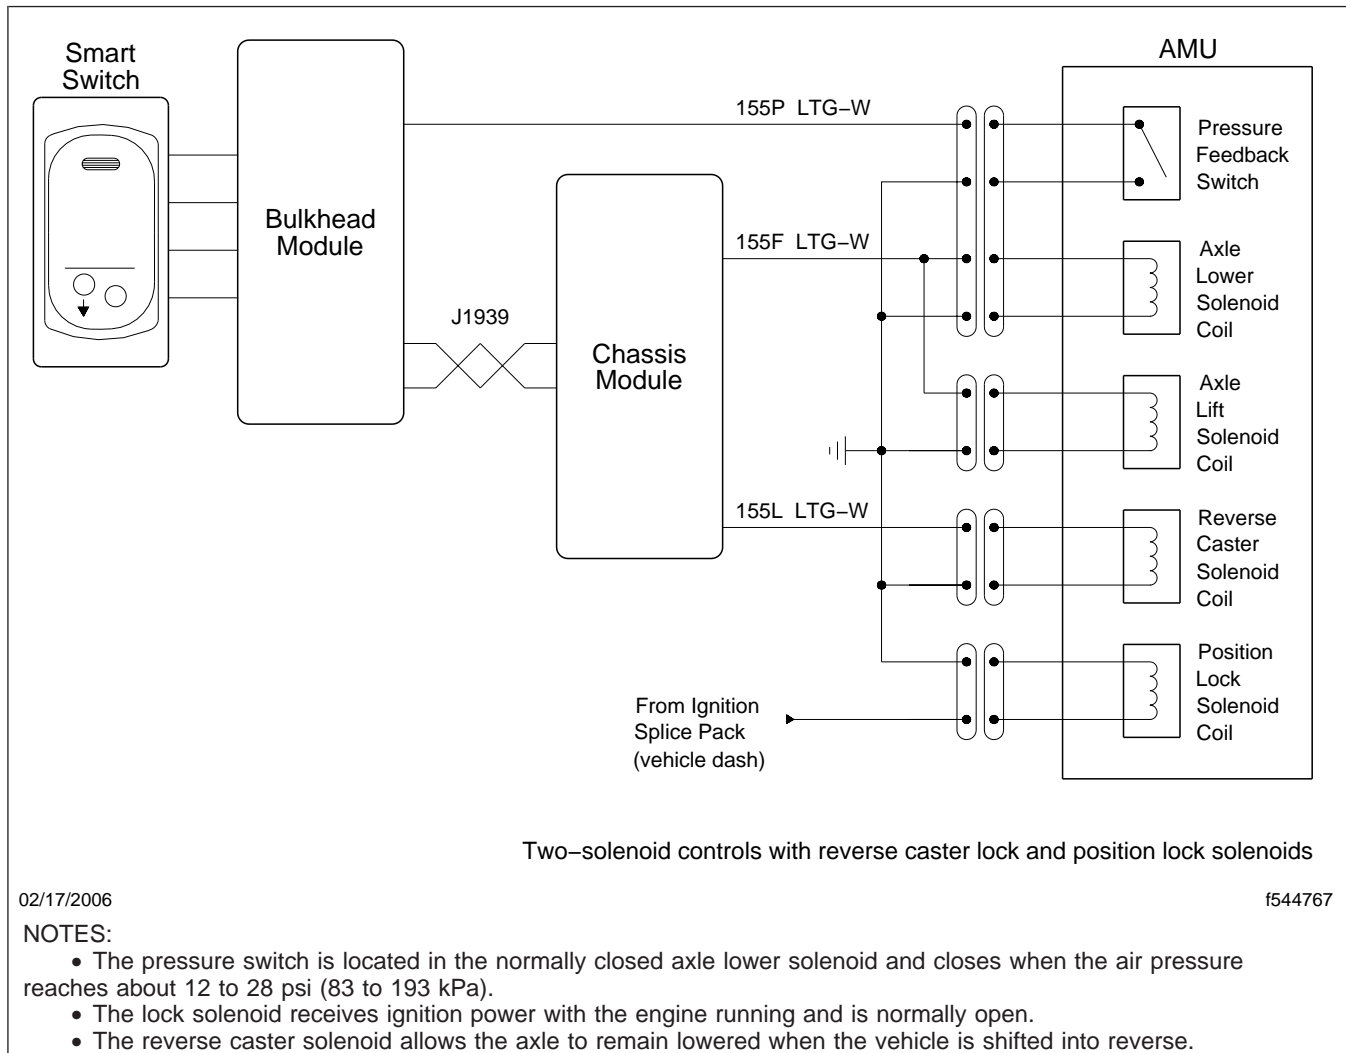 Smart
Switch
AMU
155P LTG–W
Pressure
Feedback
Switch
Bulkhead
Module
155F LTG–W
Axle
Lower
Solenoid
Coil
J1939
Chassis
Module
Axle
Lift
Solenoid
Coil
155L LTG–W
Reverse
Caster
Solenoid
Coil
From Ignition
Splice Pack
(vehicle dash)
Position
Lock
Solenoid
Coil
Two–solenoid controls with reverse caster lock and position lock solenoids
02/17/2006
f544767
NOTES:
• The pressure switch is located in the normally closed axle lower solenoid and closes when the air pressure
reaches about 12 to 28 psi (83 to 193 kPa).
• The lock solenoid receives ignition power with the engine running and is normally open.
• The reverse caster solenoid allows the axle to remain lowered when the vehicle is shifted into reverse.